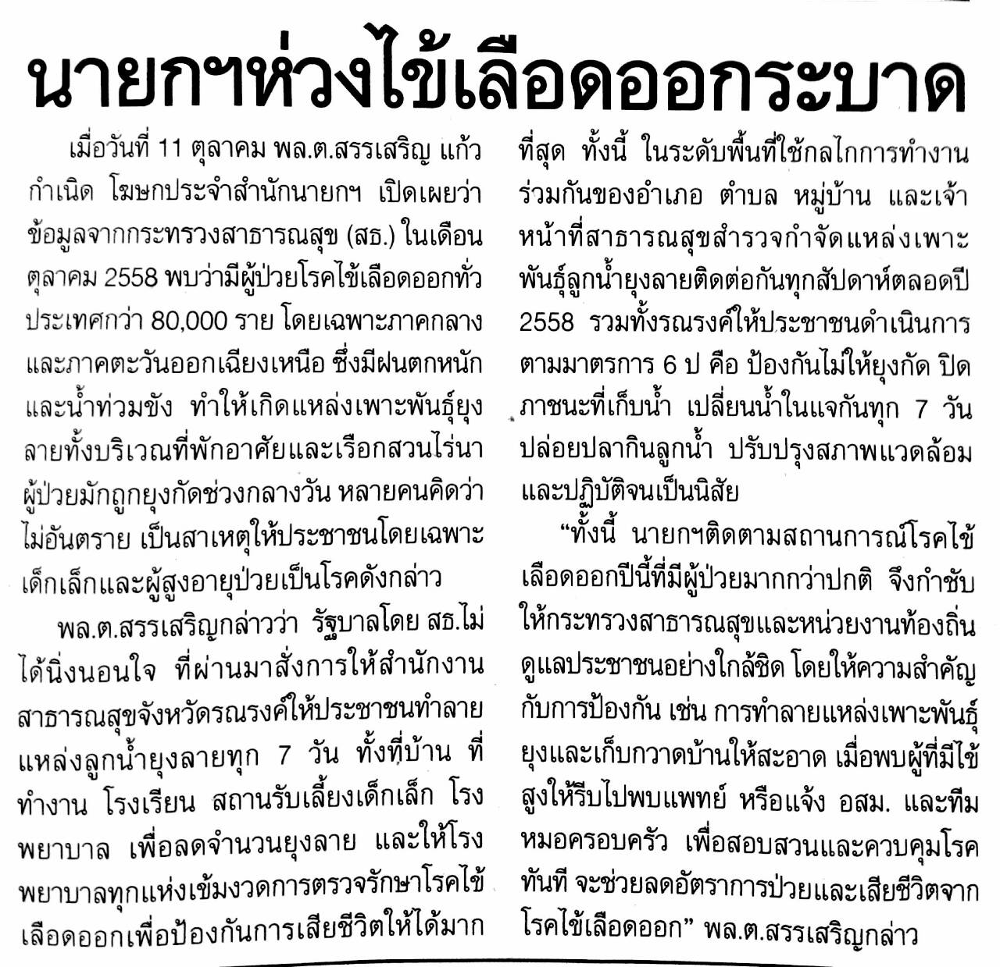 นายกฯห่วงไข้เลือดออกระบาด
เมื่อวันที่ 11 ตุลาคม พล.ต.สรรเสริญ แก้ว
กำเนิด โฆษกประจำสำนักนายกฯ เปิดเผยว่า
ข้อมูลจากกระทรวงสาธารณสุข (สธ.) ในเดือน
ตุลาคม 2558 พบว่ามีผู้ป่วยโรคไข้เลือดออกทั่ว
ประเทศกว่า 80,000 ราย โดยเฉพาะภาคกลาง
และภาคตะวันออกเฉียงเหนือ ซึ่งมีฝนตกหนัก
และน้ำท่วมขัง ทำให้เกิดแหล่งเพาะพันธุ์ยุง
ลายทั้งบริเวณที่พักอาศัยและเรือกสวนไร่นา
ผู้ป่วยมักถูกยุงกัดช่วงกลางวัน หลายคนคิดว่า
ไม่อันตราย เป็นสาเหตุให้ประชาชนโดยเฉพาะ
เด็กเล็กและผู้สูงอายุป่วยเป็นโรคดังกล่าว
พล.ต.สรรเสริญกล่าวว่า รัฐบาลโดย สธ.ไม่
ได้นิ่งนอนใจ ที่ผ่านมาสั่งการให้สำนักงาน
สาธารณสุขจังหวัดรณรงค์ให้ประชาชนทำลาย
แหล่งลูกน้ำยุงลายทุก 7 วัน ทั้งที่บ้าน ที่
ทำงาน โรงเรียน สถานรับเลี้ยงเด็กเล็ก โรง
พยาบาล เพื่อลดจำนวนยุงลาย และให้โรง
พยาบาลทุกแห่งเข้มงวดการตรวจรักษาโรคไข้
เลือดออกเพื่อป้องกันการเสียชีวิตให้ได้มาก
ที่สุด ทั้งนี้ ในระดับพื้นที่ใช้กลไกการทำงาน
ร่วมกันของอำเภอ ตำบล หมู่บ้าน และเจ้า
หน้าที่สาธารณสุขสำรวจกำจัดแหล่งเพาะ
พันธุ์ลูกน้ำยุงลายติดต่อกันทุกสัปดาห์ตลอดปี
2558 รวมทั้งรณรงค์ให้ประชาชนดำเนินการ
ตามมาตรการ 6 ป คือ ป้องกันไม่ให้ยุงกัด ปิด
ภาชนะที่เก็บน้ำ เปลี่ยนน้ำในแจกันทุก 7 วัน
ปล่อยปลากินลูกน้ำ ปรับปรุงสภาพแวดล้อม
และปฏิบัติจนเป็นนิสัย
“ทั้งนี้ นายกฯติดตามสถานการณ์โรคไข้
เลือดออกปีนี้ที่มีผู้ป่วยมากกว่าปกติ จึงกำชับ
ให้กระทรวงสาธารณสุขและหน่วยงานท้องถิ่น
ดูแลประชาชนอย่างใกล้ชิด โดยให้ความสำคัญ
กับการป้องกัน เช่น การทำลายแหล่งเพาะพันธุ์
ยุงและเก็บกวาดบ้านให้สะอาด เมื่อพบผู้ที่มีไข้
สูงให้รีบไปพบแพทย์ หรือแจ้ง อสม. และทีม
หมอครอบครัว เพื่อสอบสวนและควบคุมโรค
ทันที จะช่วยลดอัตราการป่วยและเสียชีวิตจาก
โรคไข้เลือดออก” พล.ต.สรรเสริญกล่าว